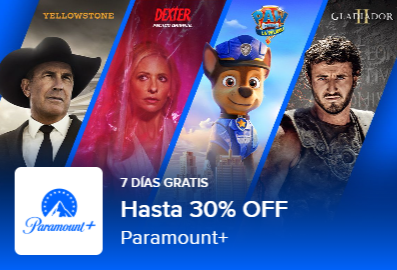 YELLOWSTONE
DEXTER
PAW
PATROL
GLADIADOR
II
7 DÍAS GRATIS
Hasta 30% OFF
Paramount+
Paramount+